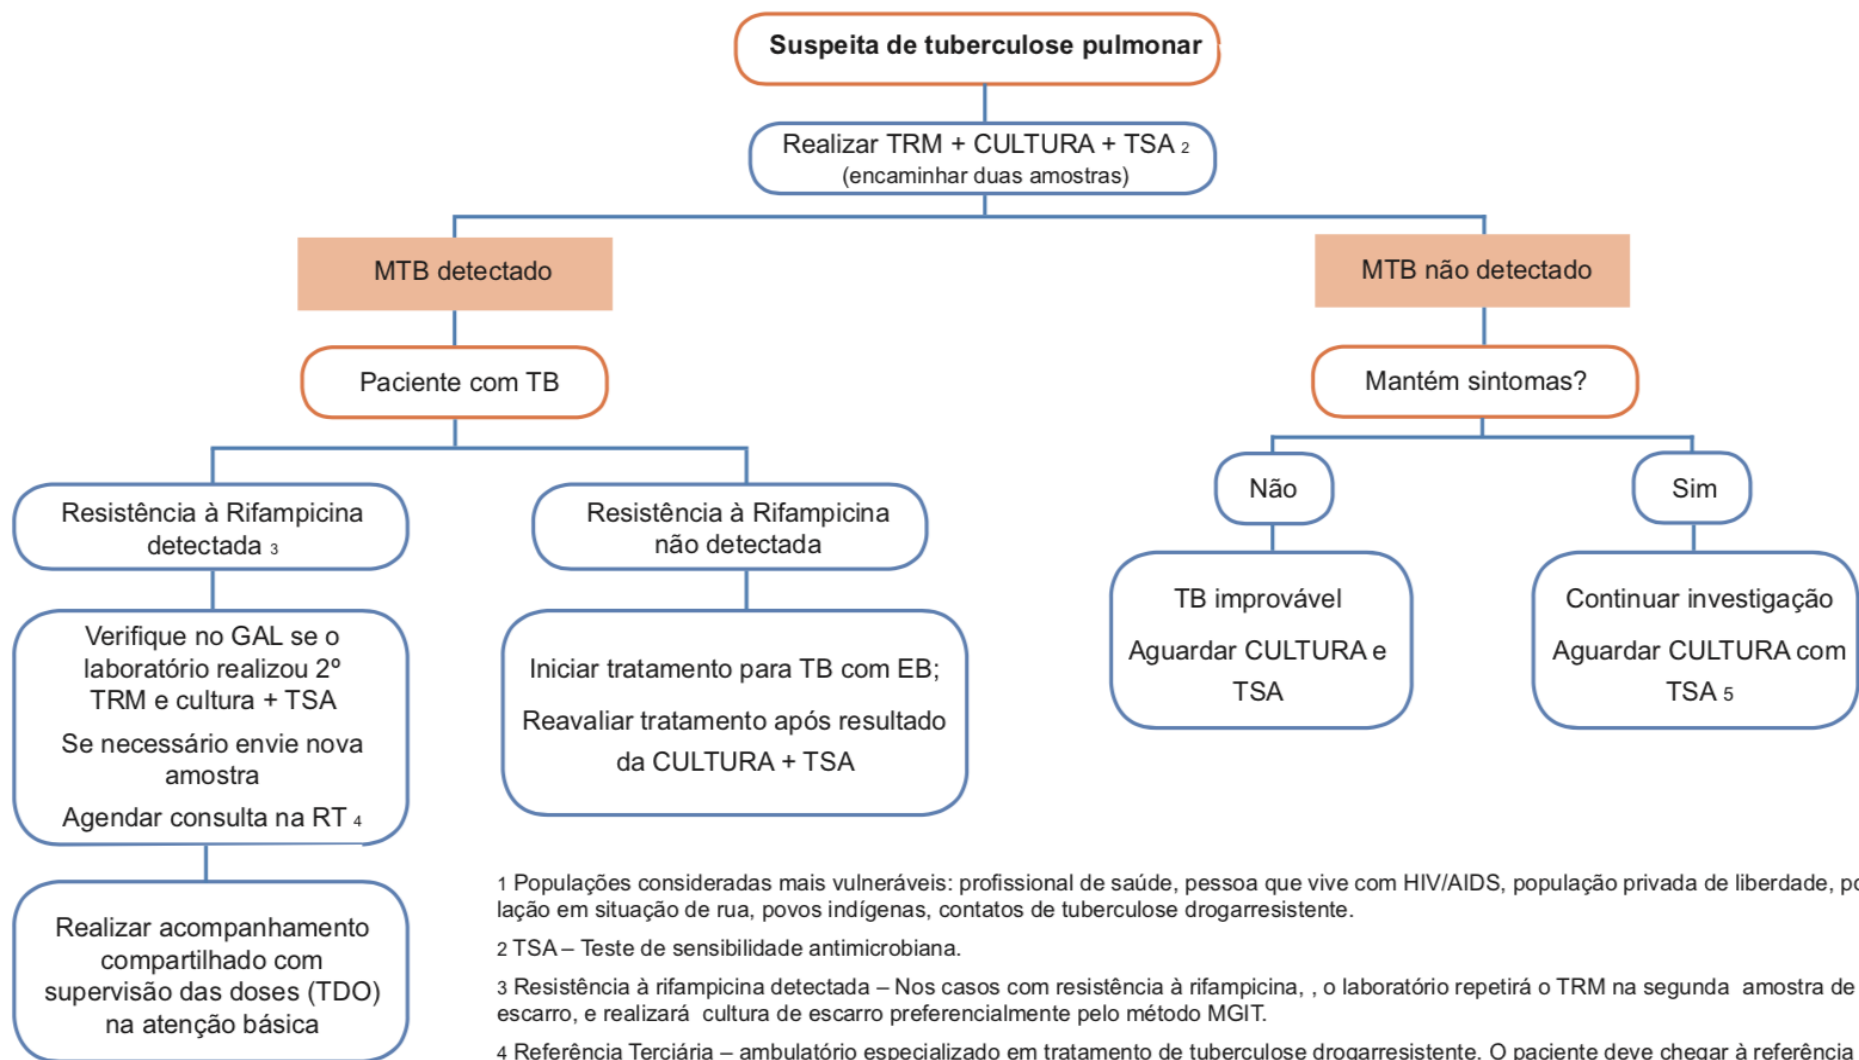 Suspeita de tuberculose pulmonar
Realizar TRM + CULTURA + TSA 2
(encaminhar duas amostras)
MTB detectado
MTB não detectado
Paciente com TB
Mantém sintomas?
Resistência à Rifampicina
detectada 3
Resistência à Rifampicina
não detectada
Não
Sim
Verifique no GAL se o
laboratório realizou 2º
TRM e cultura + TSA
Se necessário envie nova
amostra
Agendar consulta na RT 4
Iniciar tratamento para TB com EB;
Reavaliar tratamento após resultado
da CULTURA + TSA
TB improvável
Aguardar CULTURA e
TSA
Continuar investigação
Aguardar CULTURA com
TSA 5
Realizar acompanhamento
compartilhado com
supervisão das doses (TDO)
na atenção básica
1 Populações consideradas mais vulneráveis: profissional de saúde, pessoa que vive com HIV/AIDS, população privada de liberdade, po
lação em situação de rua, povos indígenas, contatos de tuberculose drogarresistente.
2 TSA – Teste de sensibilidade antimicrobiana.
3 Resistência à rifampicina detectada – Nos casos com resistência à rifampicina, , o laboratório repetirá o TRM na segunda amostra de
escarro, e realizará cultura de escarro preferencialmente pelo método MGIT.
4 Referência Terciária – ambulatório especializado em tratamento de tuberculose drogarresistente. O paciente deve chegar à referência